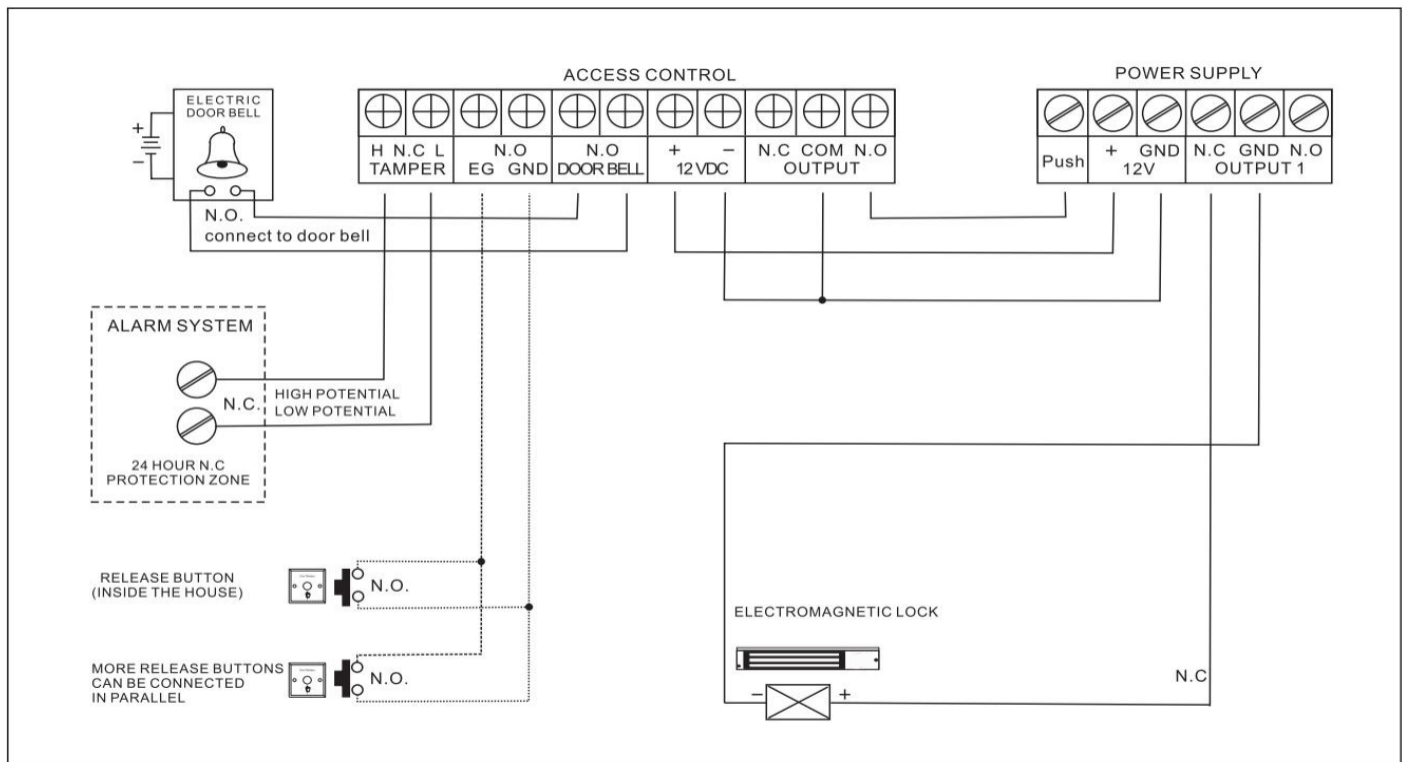 ACCESS CONTROL
POWER SUPPLY
ELECTRIC
DOOR BELL
+
−
H N.C L
TAMPER
N.O
EG GND
N.O
DOOR BELL
+ −
12 VDC
N.C COM N.O
OUTPUT
Push
+ GND
12V
N.C GND N.O
OUTPUT 1
N.O.
connect to door bell
ALARM SYSTEM
N.C.
HIGH POTENTIAL
LOW POTENTIAL
24 HOUR N.C
PROTECTION ZONE
RELEASE BUTTON
(INSIDE THE HOUSE)
N.O.
MORE RELEASE BUTTONS
CAN BE CONNECTED
IN PARALLEL
N.O.
ELECTROMAGNETIC LOCK
− +
N.C